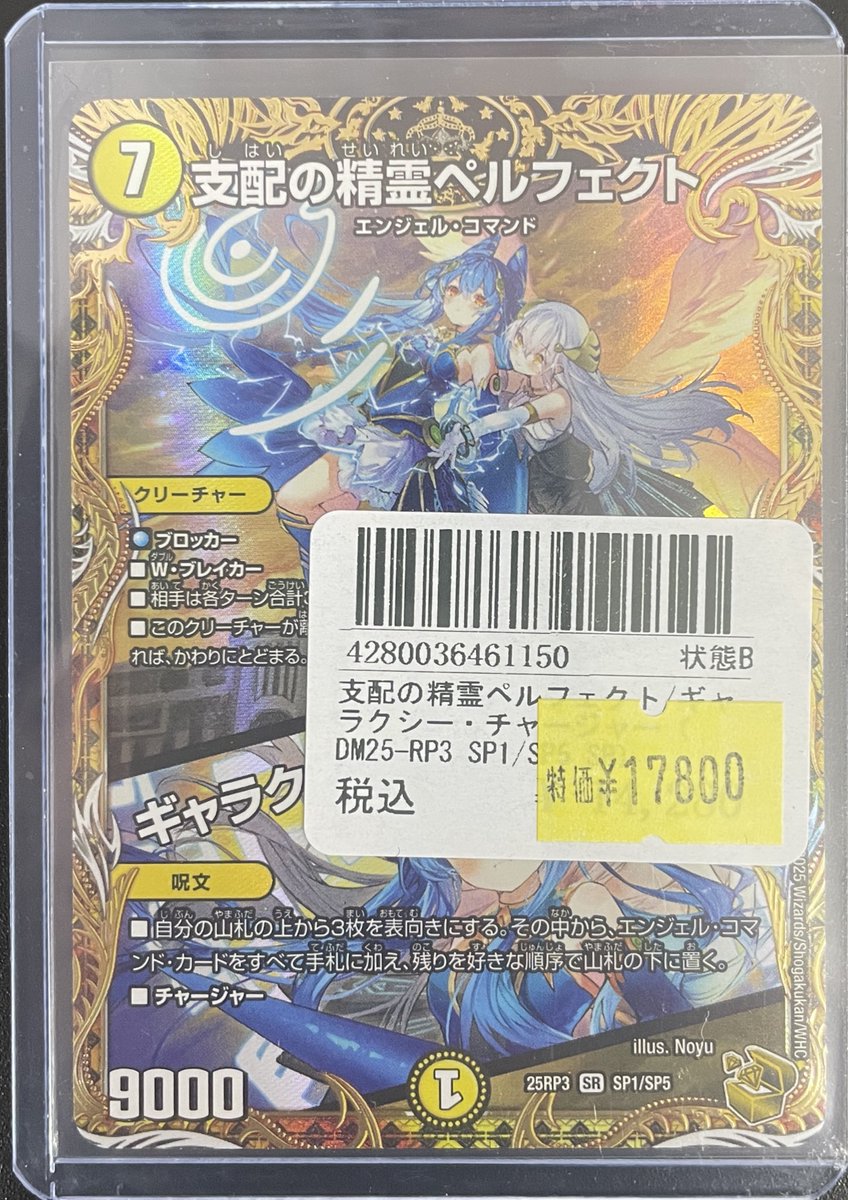 7
支配の精霊ペルフェクト
エンジェル・コマンド
クリーチャー
ブロッカー
■W・ブレイカー
■相手は各ターン合計
■このクリーチャーが離
れば、かわりにとどまる。
4280036461150 状態B
支配の精霊ペルフェクト/ギャ
ラクシー・チャージャー
DM25-RP3 SP1/SP5
税込
特価¥17800
ギャラク
呪文
■自分の山札の上から3枚を表向きにする。その中から、エンジェル・コマ
ンド・カードをすべて手札に加え、残りを好きな順序で山札の下に置く。
■チャージャー
illus. Noyu
9000
1
25RP3 SR SP1/SP5
2025 Wizards/Shogakukan/WHC